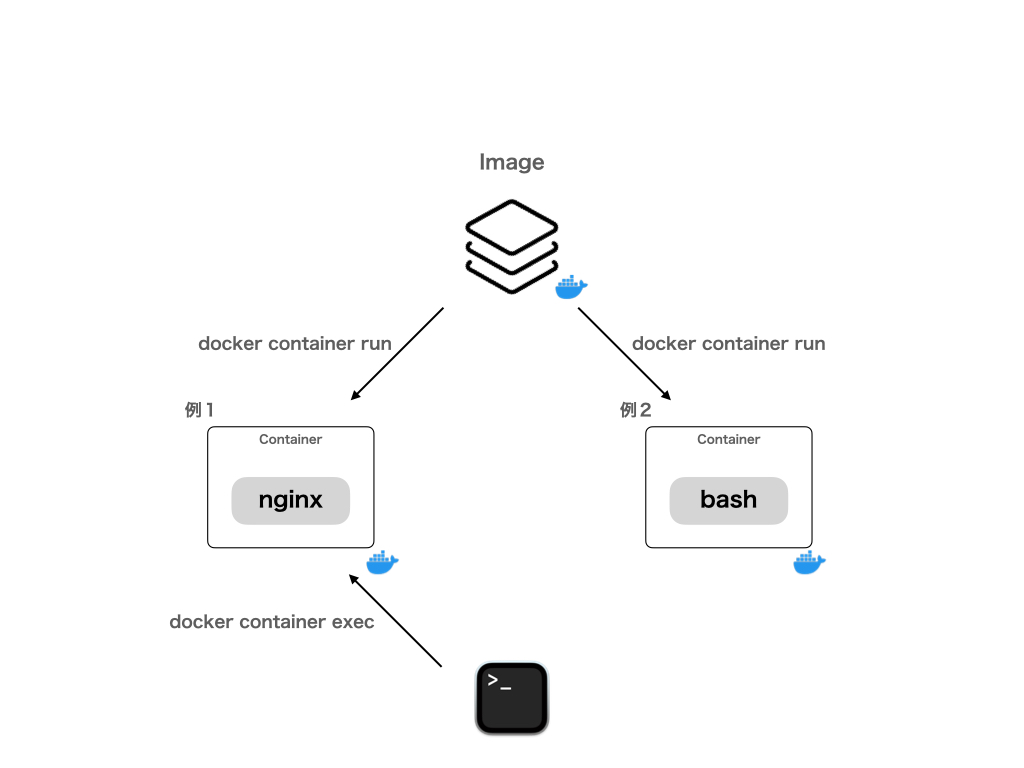 Image
docker container run
docker container run
例1
例2
Container
Container
nginx
bash
docker container exec
>_